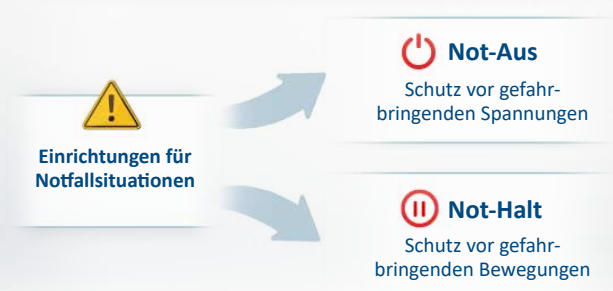 Einrichtungen für
Notfallsituationen
Not-Aus
Schutz vor gefahr-
bringenden Spannungen
Not-Halt
Schutz vor gefahr-
bringenden Bewegungen